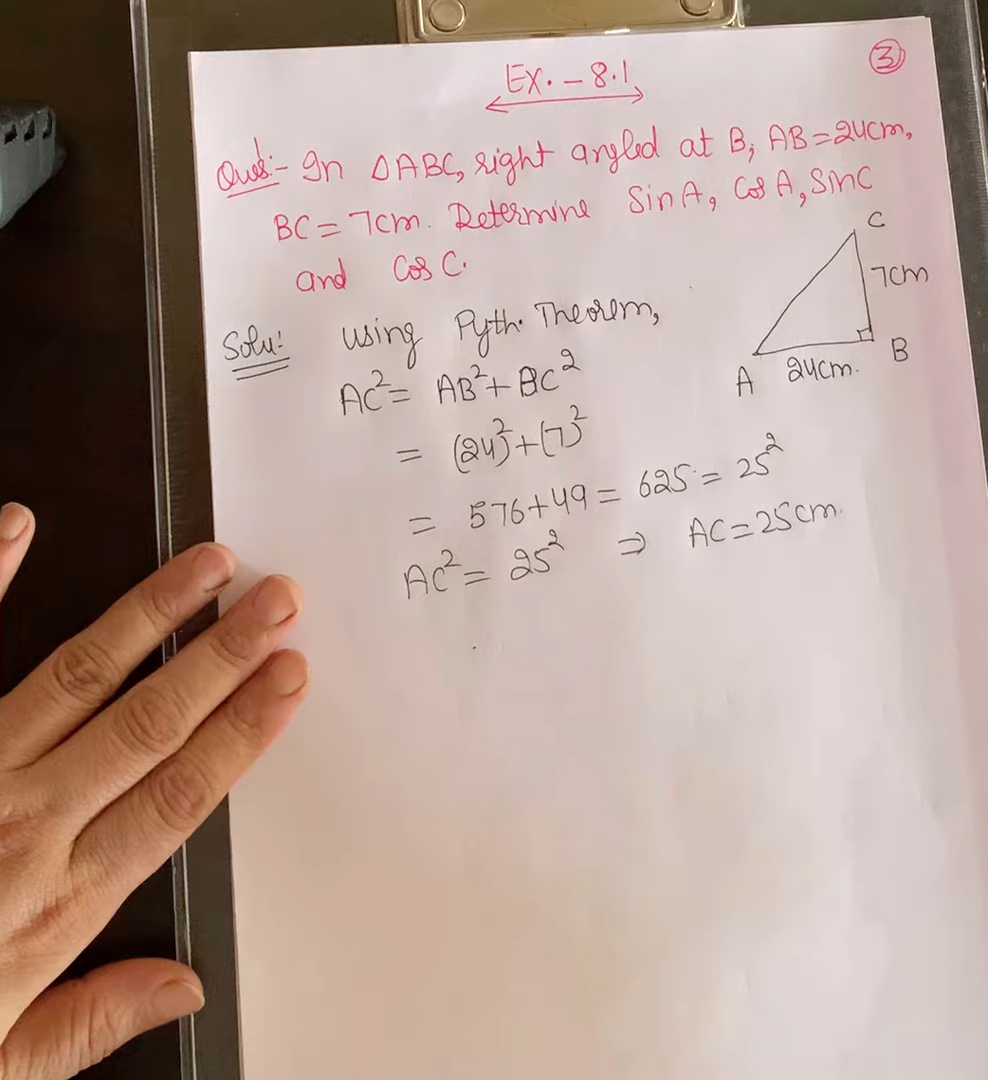 Ex. - 8.1
3
Ques:- In ΔABC, right angled at B, AB=24cm,
BC = 7cm. Determine Sin A, Cos A, Sin C
and Cos C.
Solu:
using Pyth. Theorem,
AC² = AB² + BC²
= (24)² + (7)²
= 576+49 = 625 = 25²
AC² = 25² ⇒ AC = 25cm.
C
7cm
B
A
24cm.